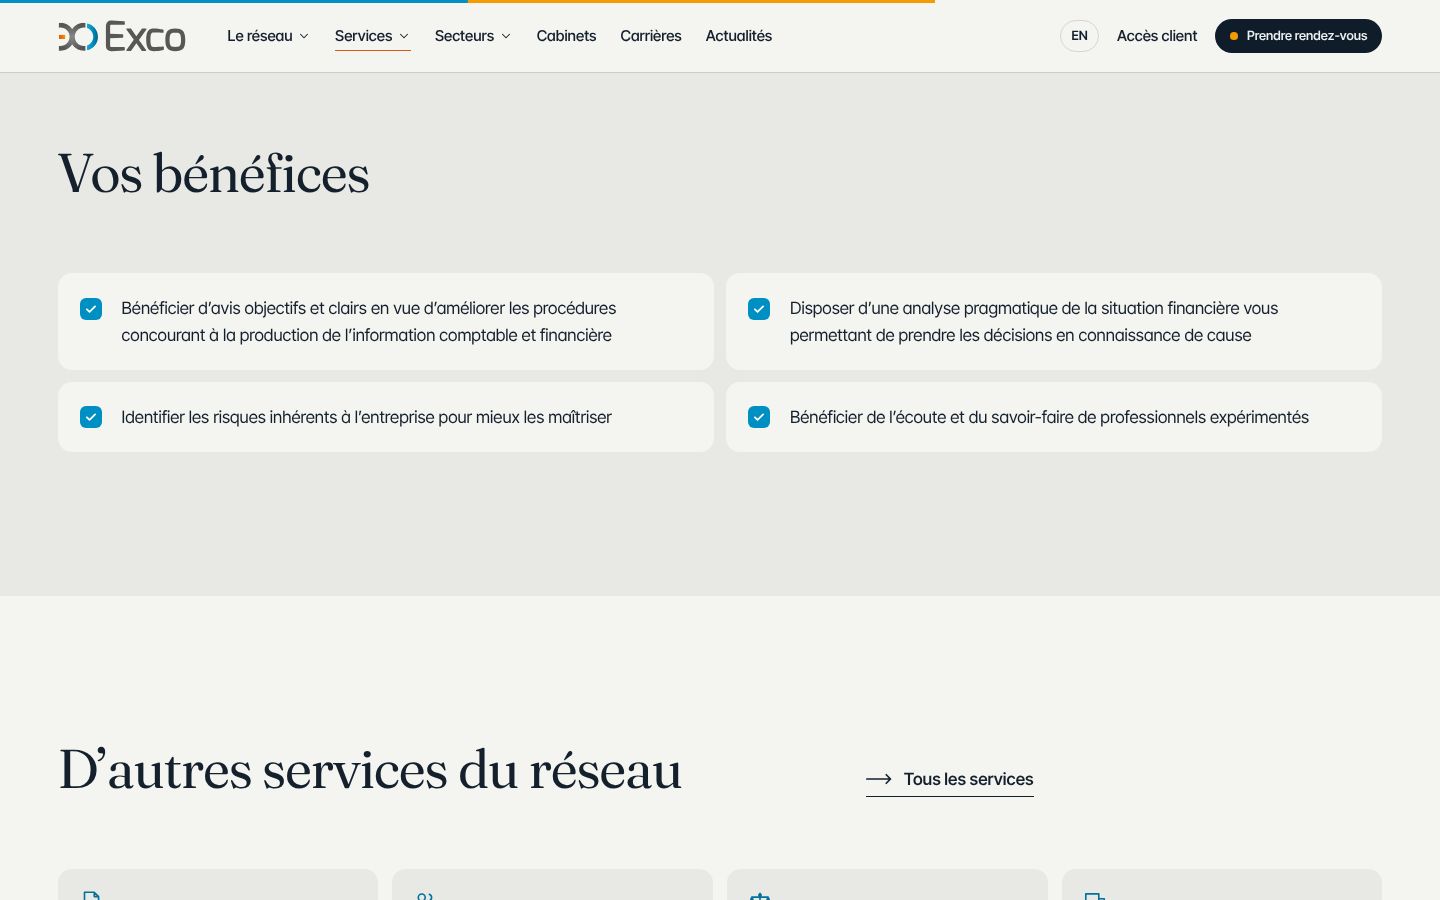 Exco
Le réseau
Services
Secteurs
Cabinets
Carrières
Actualités
EN
Accès client
Prendre rendez-vous
Vos bénéfices
Bénéficier d’avis objectifs et clairs en vue d’améliorer les procédures
concourant à la production de l’information comptable et financière
Disposer d’une analyse pragmatique de la situation financière vous
permettant de prendre les décisions en connaissance de cause
Identifier les risques inhérents à l’entreprise pour mieux les maîtriser
Bénéficier de l’écoute et du savoir-faire de professionnels expérimentés
D’autres services du réseau
Tous les services